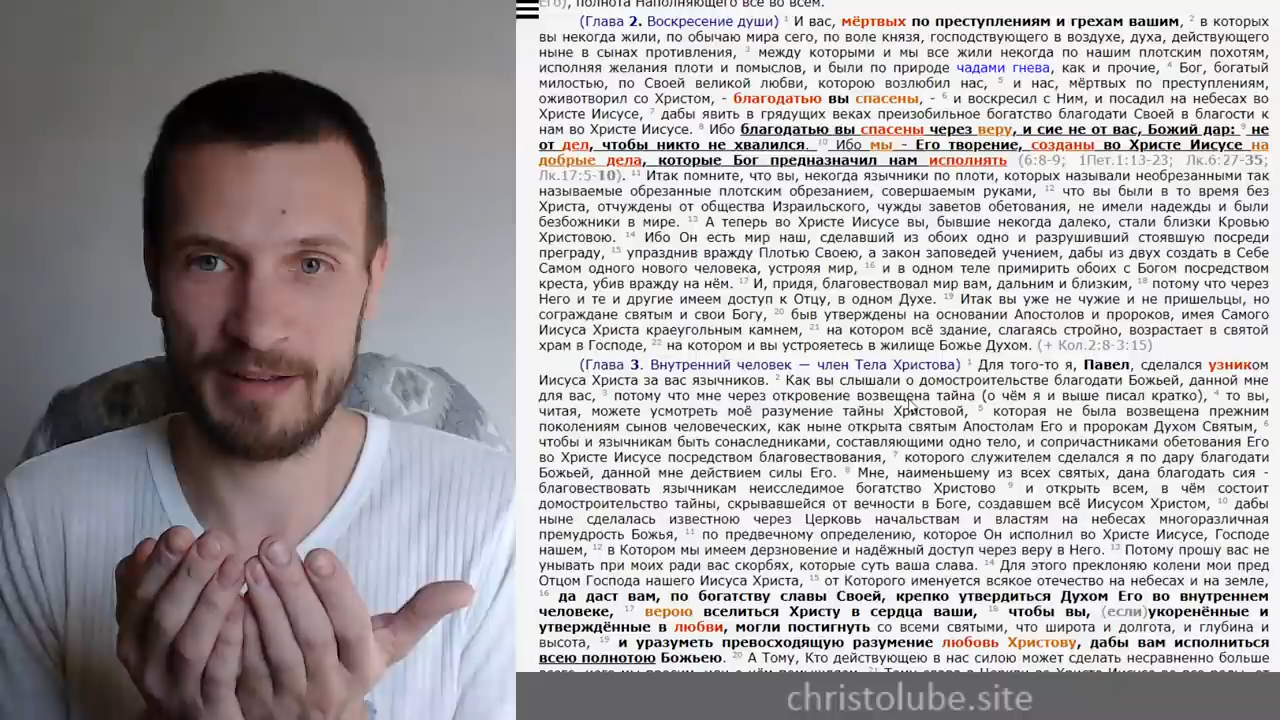 Его), полнота Наполняющего всё во всём.
(Глава 2. Воскресение души) 1 И вас, мёртвых по преступлениям и грехам вашим, 2 в которых
вы некогда жили, по обычаю мира сего, по воле князя, господствующего в воздухе, духа, действующего
ныне в сынах противления, 3 между которыми и мы все жили некогда по нашим плотским похотям,
исполняя желания плоти и помыслов, и были по природе чадами гнева, как и прочие, 4 Бог, богатый
милостью, по Своей великой любви, которою возлюбил нас, 5 и нас, мёртвых по преступлениям,
оживотворил со Христом, - благодатью вы спасены, - 6 и воскресил с Ним, и посадил на небесах во
Христе Иисусе, 7 дабы явить в грядущих веках преизобильное богатство благодати Своей в благости к
нам во Христе Иисусе. 8 Ибо благодатью вы спасены через веру, и сие не от вас, Божий дар: 9 не
от дел, чтобы никто не хвалился. 10 Ибо мы - Его творение, созданы во Христе Иисусе на
добрые дела, которые Бог предназначил нам исполнять (6:8-9; 1Пет.1:13-23; Лк.6:27-35;
Лк.17:5-10). 11 Итак помните, что вы, некогда язычники по плоти, которых называли необрезанными так
называемые обрезанные плотским обрезанием, совершаемым руками, 12 что вы были в то время без
Христа, отчуждены от общества Израильского, чужды заветов обетования, не имели надежды и были
безбожники в мире. 13 А теперь во Христе Иисусе вы, бывшие некогда далеко, стали близки Кровью
Христовою. 14 Ибо Он есть мир наш, сделавший из обоих одно и разрушивший стоявшую посреди
преграду, 15 упразднив вражду Плотью Своею, а закон заповедей учением, дабы из двух создать в Себе
Самом одного нового человека, устрояя мир, 16 и в одном теле примирить обоих с Богом посредством
креста, убив вражду на нём. 17 И, придя, благовествовал мир вам, дальним и близким, 18 потому что через
Него и те и другие имеем доступ к Отцу, в одном Духе. 19 Итак вы уже не чужие и не пришельцы, но
сограждане святым и свои Богу, 20 быв утверждены на основании Апостолов и пророков, имея Самого
Иисуса Христа краеугольным камнем, 21 на котором всё здание, слагаясь стройно, возрастает в святой
храм в Господе, 22 на котором и вы устрояетесь в жилище Божье Духом. (+ Кол.2:8-3:15)
(Глава 3. Внутренний человек — член Тела Христова) 1 Для того-то я, Павел, сделался узником
Иисуса Христа за вас язычников. 2 Как вы слышали о домостроительстве благодати Божьей, данной мне
для вас, 3 потому что мне через откровение возвещена тайна (о чём я и выше писал кратко), 4 то вы,
читая, можете усмотреть моё разумение тайны Христовой, 5 которая не была возвещена прежним
поколениям сынов человеческих, как ныне открыта святым Апостолам Его и пророкам Духом Святым, 6
чтобы и язычникам быть сонаследниками, составляющими одно тело, и сопричастниками обетования Его
во Христе Иисусе посредством благовествования, 7 которого служителем сделался я по дару благодати
Божьей, данной мне действием силы Его. 8 Мне, наименьшему из всех святых, дана благодать сия -
благовествовать язычникам неисследимое богатство Христово 9 и открыть всем, в чём состоит
домостроительство тайны, скрывавшейся от вечности в Боге, создавшем всё Иисусом Христом, 10 дабы
ныне сделалась известною через Церковь начальствам и властям на небесах многоразличная
премудрость Божья, 11 по предвечному определению, которое Он исполнил во Христе Иисусе, Господе
нашем, 12 в Котором мы имеем дерзновение и надёжный доступ через веру в Него. 13 Потому прошу вас не
унывать при моих ради вас скорбях, которые суть ваша слава. 14 Для этого преклоняю колени мои пред
Отцом Господа нашего Иисуса Христа, 15 от Которого именуется всякое отечество на небесах и на земле,
16 да даст вам, по богатству славы Своей, крепко утвердиться Духом Его во внутреннем
человеке, 17 верою вселиться Христу в сердца ваши, 18 чтобы вы, (если)укоренённые и
утверждённые в любви, могли постигнуть со всеми святыми, что широта и долгота, и глубина и
высота, 19 и уразуметь превосходящую разумение любовь Христову, дабы вам исполниться
всею полнотою Божьею. 20 А Тому, Кто действующею в нас силою может сделать несравненно больше
christolube.site